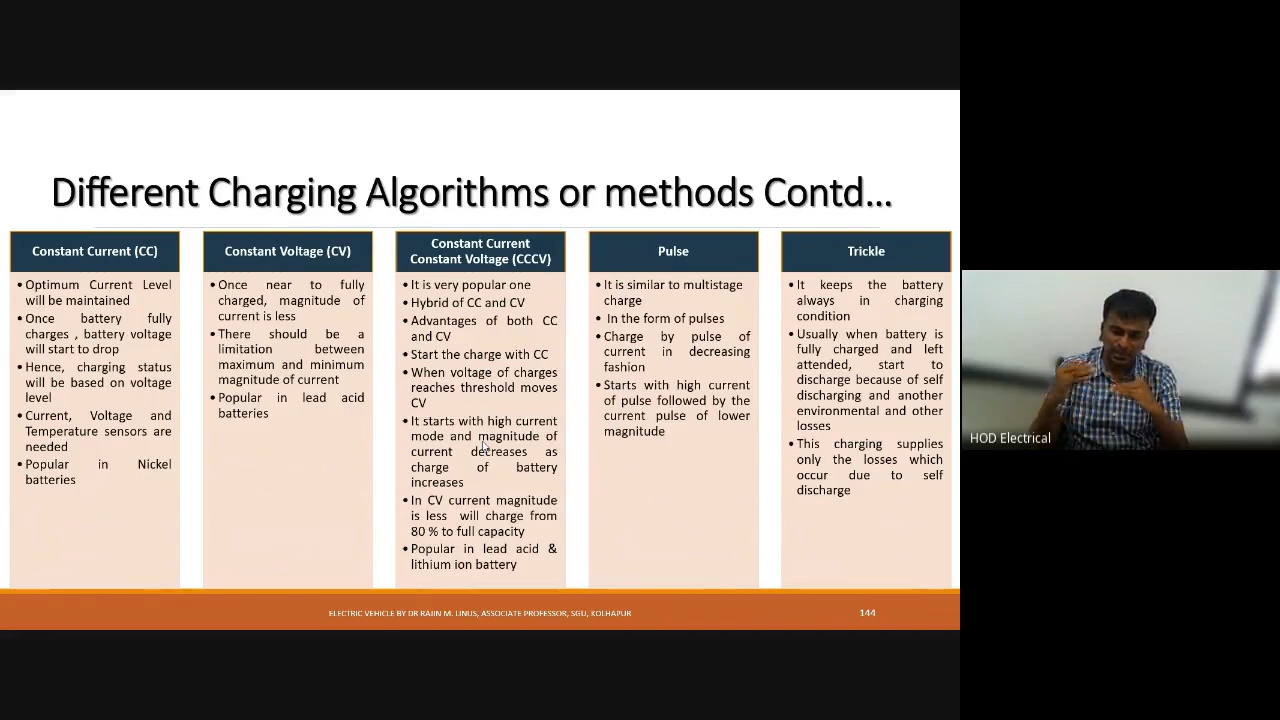 Different Charging Algorithms or methods Contd…
Constant Current (CC)
• Optimum Current Level
will be maintained
• Once battery fully
charges , battery voltage
will start to drop
• Hence, charging status
will be based on voltage
level
• Current, Voltage and
Temperature sensors are
needed
• Popular in Nickel
batteries
Constant Voltage (CV)
• Once near to fully
charged, magnitude of
current is less
• There should be a
limitation between
maximum and minimum
magnitude of current
• Popular in lead acid
batteries
Constant Current
Constant Voltage (CCCV)
• It is very popular one
• Hybrid of CC and CV
• Advantages of both CC
and CV
• Start the charge with CC
• When voltage of charges
reaches threshold moves
CV
• It starts with high current
mode and magnitude of
current decreases as
charge of battery
increases
• In CV current magnitude
is less will charge from
80 % to full capacity
• Popular in lead acid &
lithium ion battery
Pulse
• It is similar to multistage
charge
• In the form of pulses
• Charge by pulse of
current in decreasing
fashion
• Starts with high current
of pulse followed by the
current pulse of lower
magnitude
Trickle
• It keeps the battery
always in charging
condition
• Usually when battery is
fully charged and left
attended, start to
discharge because of self
discharging and another
environmental and other
losses
• This charging supplies
only the losses which
occur due to self
discharge
HOD Electrical
ELECTRIC VEHICLE BY DR RAJIN M. LINUS, ASSOCIATE PROFESSOR, SGU, KOLHAPUR
144